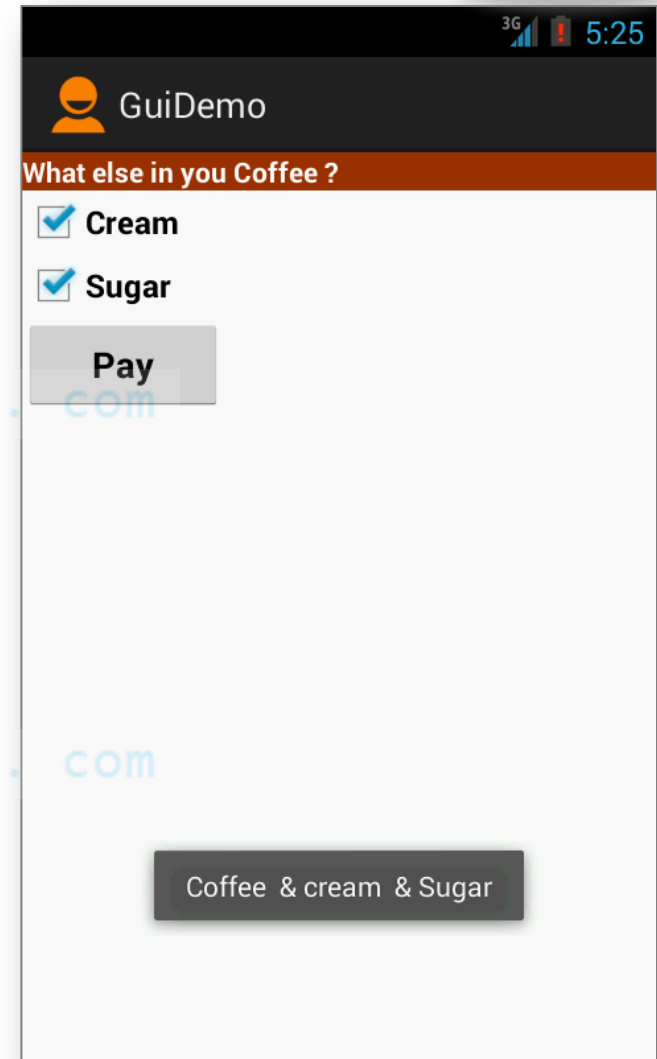 3G 5:25
GuiDemo
What else in you Coffee ?
Cream
Sugar
Pay
. com
. com
Coffee & cream & Sugar